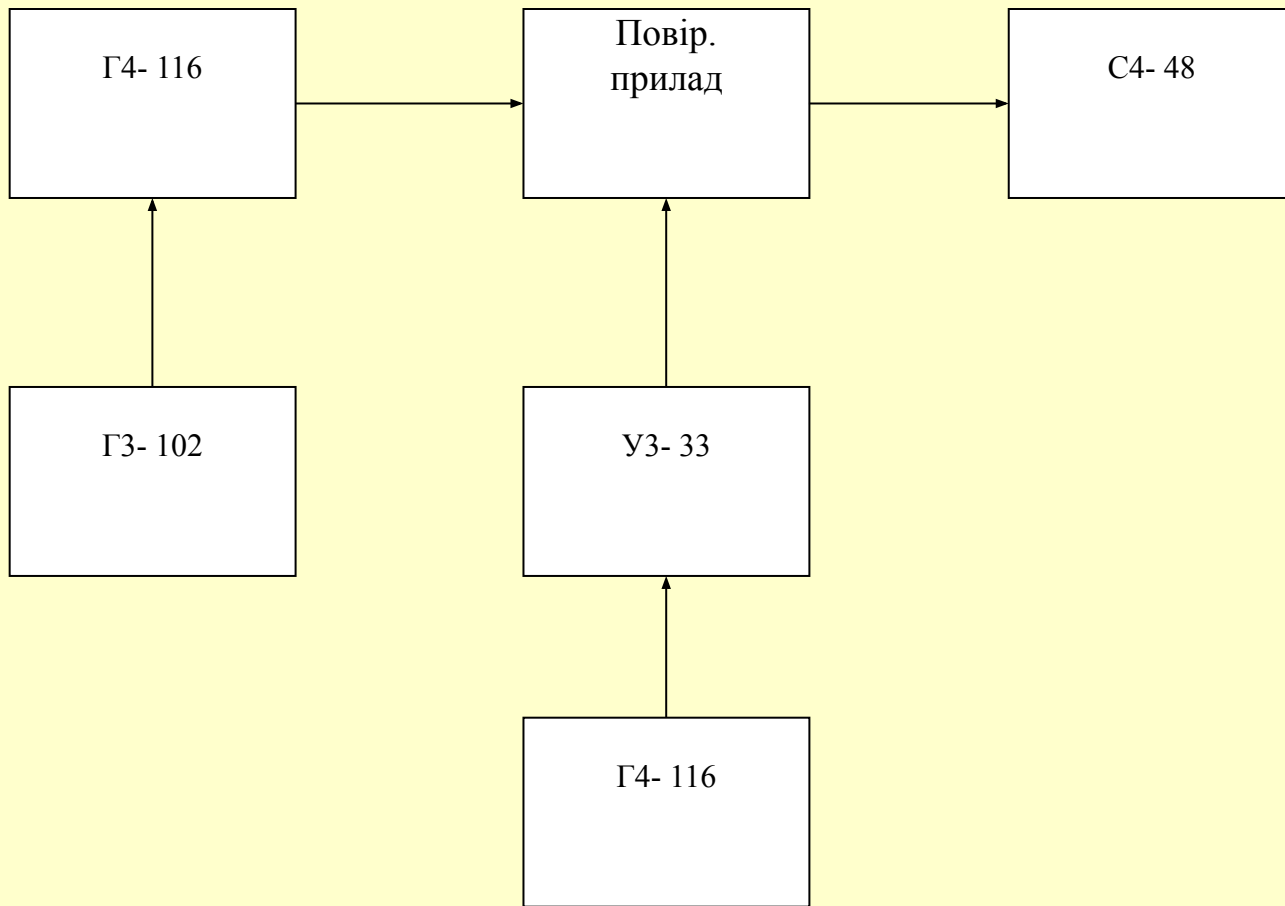 Г4- 116
Повір.
прилад
С4- 48
Г3- 102
У3- 33
Г4- 116